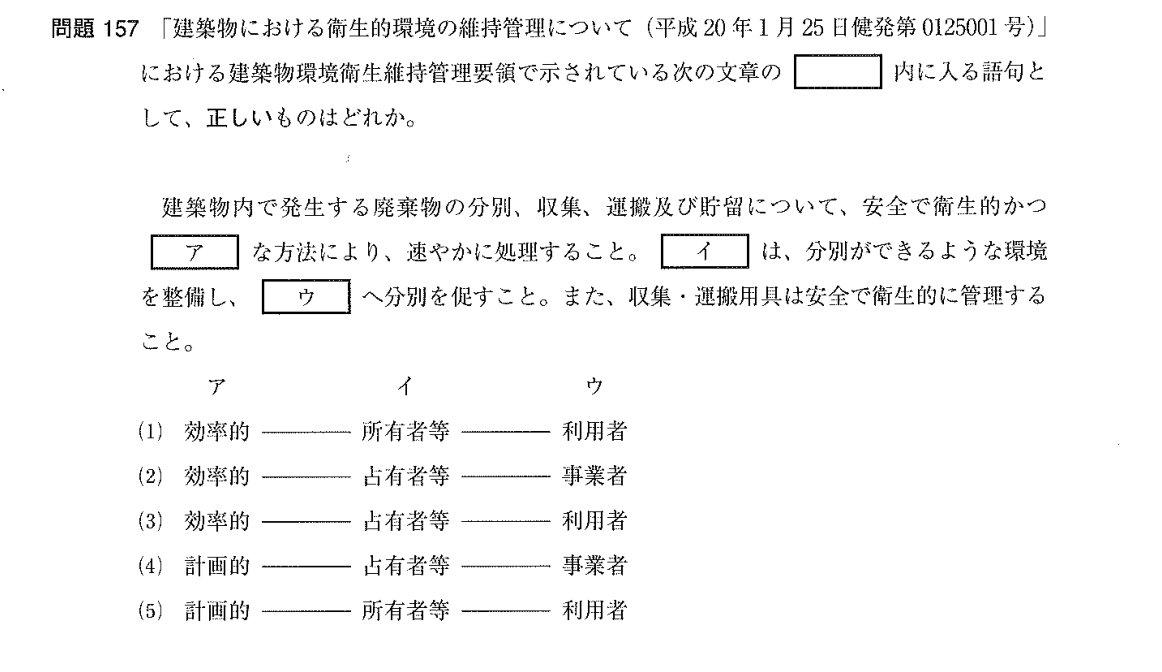 問題 157 「建築物における衛生的環境の維持管理について(平成 20 年 1 月 25 日健発第 0125001 号)」
における建築物環境衛生維持管理要領で示されている次の文章の 内に入る語句と
して、正しいものはどれか。
建築物内で発生する廃棄物の分別、収集、運搬及び貯留について、安全で衛生的かつ
ア な方法により、速やかに処理すること。 イ は、分別ができるような環境
を整備し、 ウ へ分別を促すこと。また、収集・運搬用具は安全で衛生的に管理する
こと。
ア イ ウ
(1) 効率的 ――― 所有者等 ――― 利用者
(2) 効率的 ――― 占有者等 ――― 事業者
(3) 効率的 ――― 占有者等 ――― 利用者
(4) 計画的 ――― 占有者等 ――― 事業者
(5) 計画的 ――― 所有者等 ――― 利用者